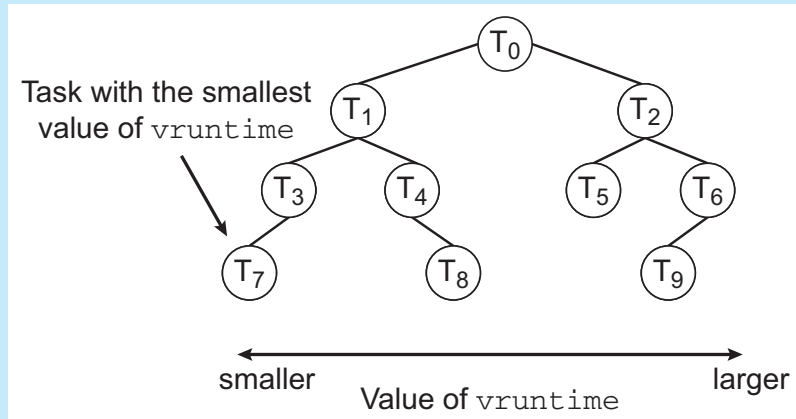 T₀
Task with the smallest
value of vruntime
T₁
T₂
T₃
T₄
T₅
T₆
T₇
T₈
T₉
smaller
larger
Value of vruntime